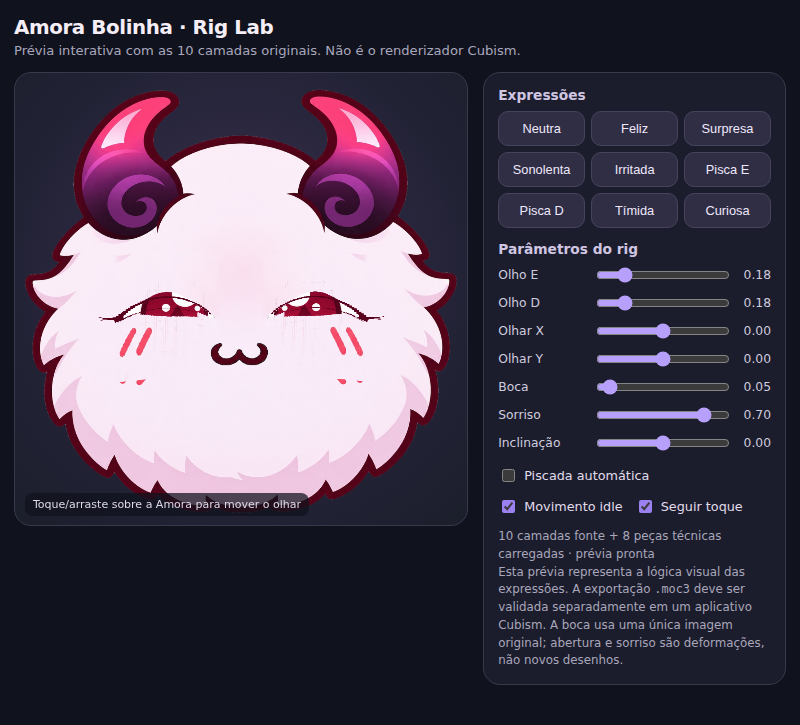 Amora Bolinha · Rig Lab
Prévia interativa com as 10 camadas originais. Não é o renderizador Cubism.
Toque/arraste sobre a Amora para mover o olhar
Expressões
Neutra Feliz Surpresa
Sonolenta Irritada Pisca E
Pisca D Tímida Curiosa
Parâmetros do rig
Olho E 0.18
Olho D 0.18
Olhar X 0.00
Olhar Y 0.00
Boca 0.05
Sorriso 0.70
Inclinação 0.00
Piscada automática
Movimento idle Seguir toque
10 camadas fonte + 8 peças técnicas
carregadas · prévia pronta
Esta prévia representa a lógica visual das
expressões. A exportação .moc3 deve ser
validada separadamente em um aplicativo
Cubism. A boca usa uma única imagem
original; abertura e sorriso são deformações,
não novos desenhos.